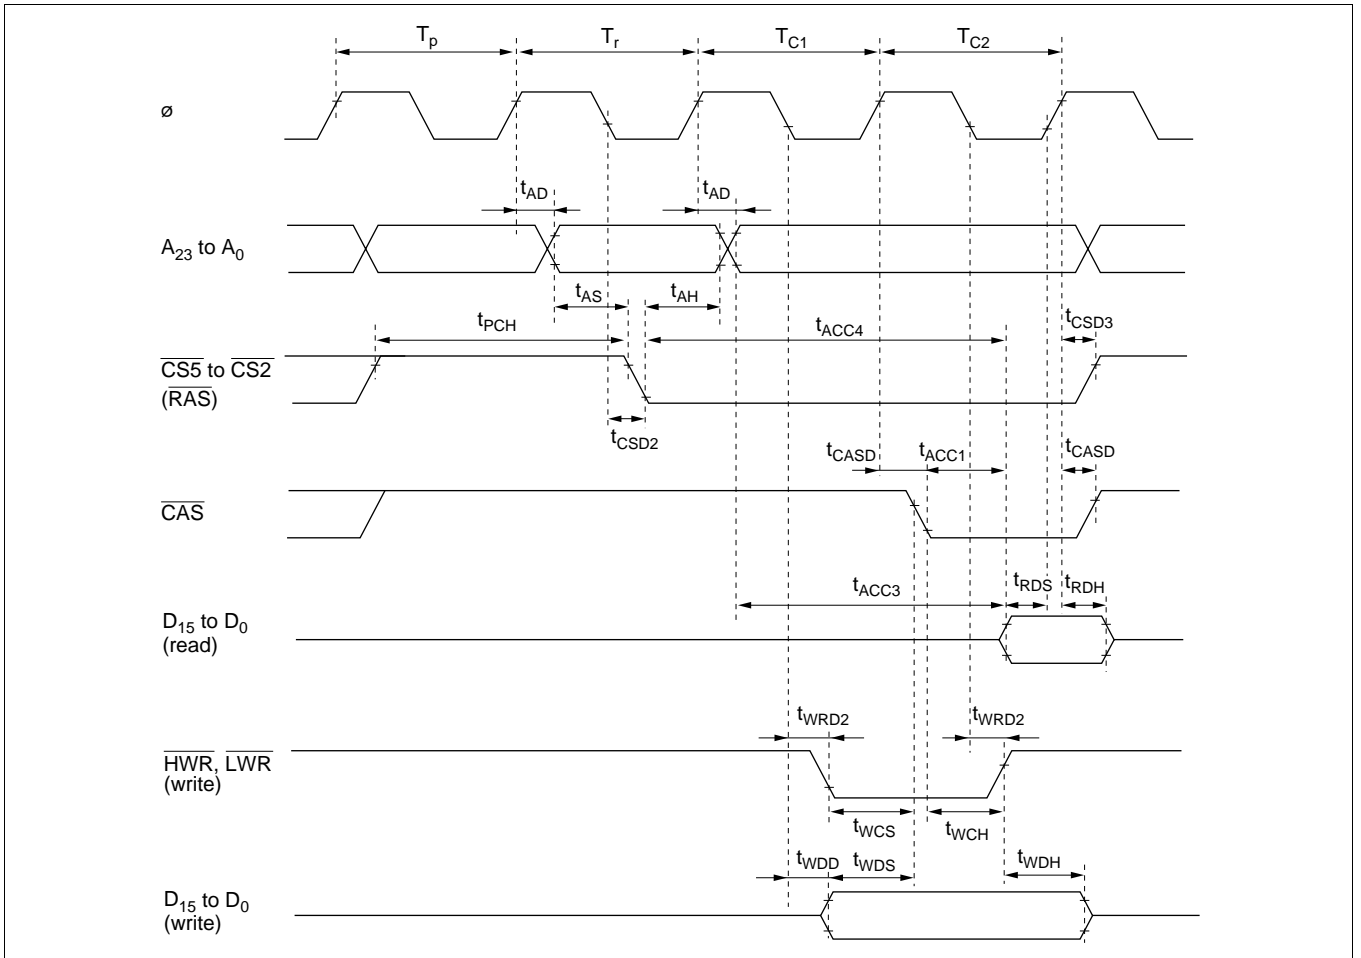 Tp Tr TC1 TC2
ø
tAD tAD
A23 to A0
tAS tAH
tPCH tACC4 tCSD3
CS5 to CS2
(RAS)
tCSD2
tCASD tACC1 tCASD
CAS
tACC3 tRDS tRDH
D15 to D0
(read)
tWRD2 tWRD2
HWR, LWR
(write)
tWCS tWCH
tWDD tWDS tWDH
D15 to D0
(write)